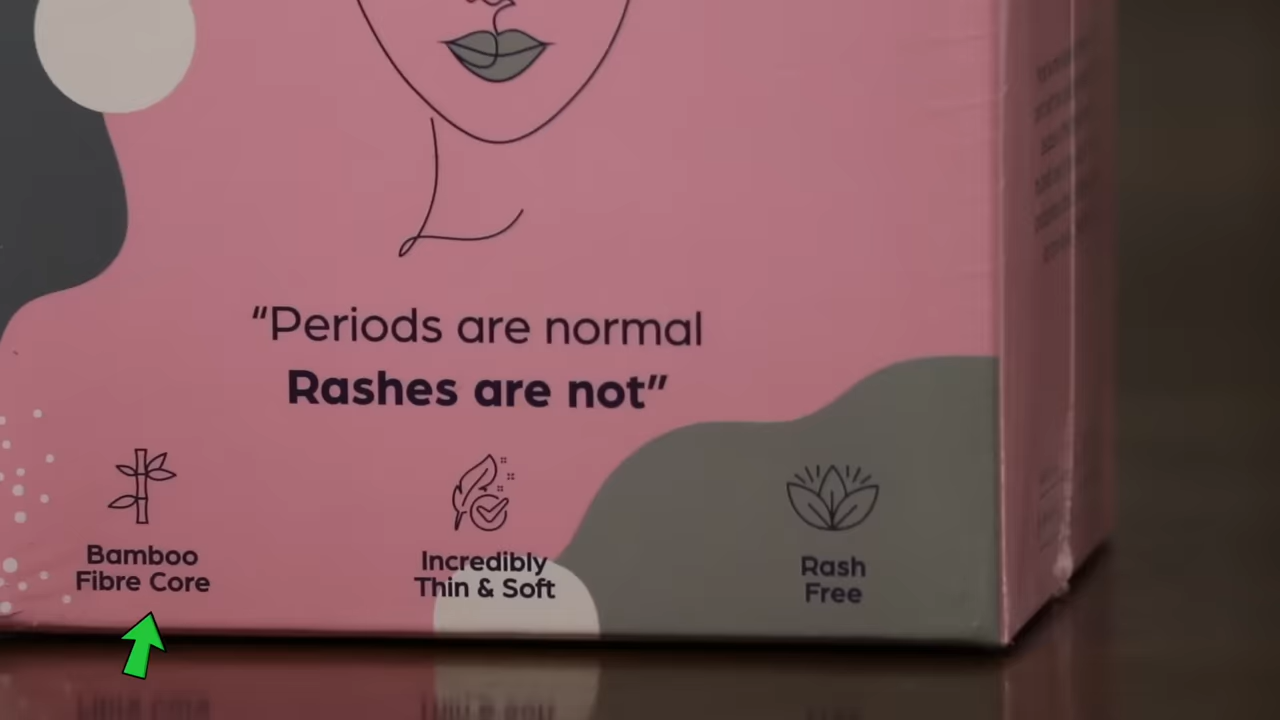 “Periods are normal
Rashes are not”
Bamboo
Fibre Core
Incredibly
Thin & Soft
Rash
Free